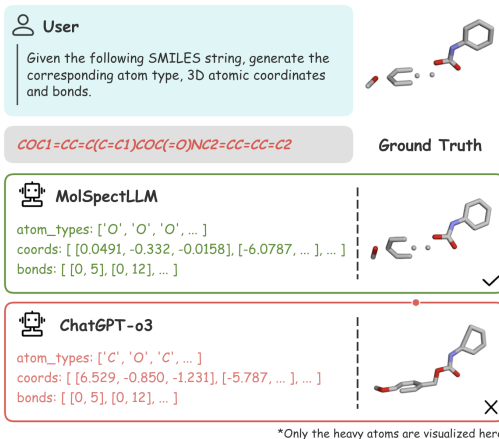 User
Given the following SMILES string, generate the
corresponding atom type, 3D atomic coordinates
and bonds.
COC1=CC=C(C=C1)COC(=O)NC2=CC=CC=C2
Ground Truth
MolSpectLLM
atom_types: ['O', 'O', 'O', ... ]
coords: [ [0.0491, -0.332, -0.0158], [-6.0787, ... ], ... ]
bonds: [ [0, 5], [0, 12], ... ]
ChatGPT-o3
atom_types: ['C', 'O', 'C', ... ]
coords: [ [6.529, -0.850, -1.231], [-5.787, ... ], ... ]
bonds: [ [0, 5], [0, 12], ... ]
*Only the heavy atoms are visualized here